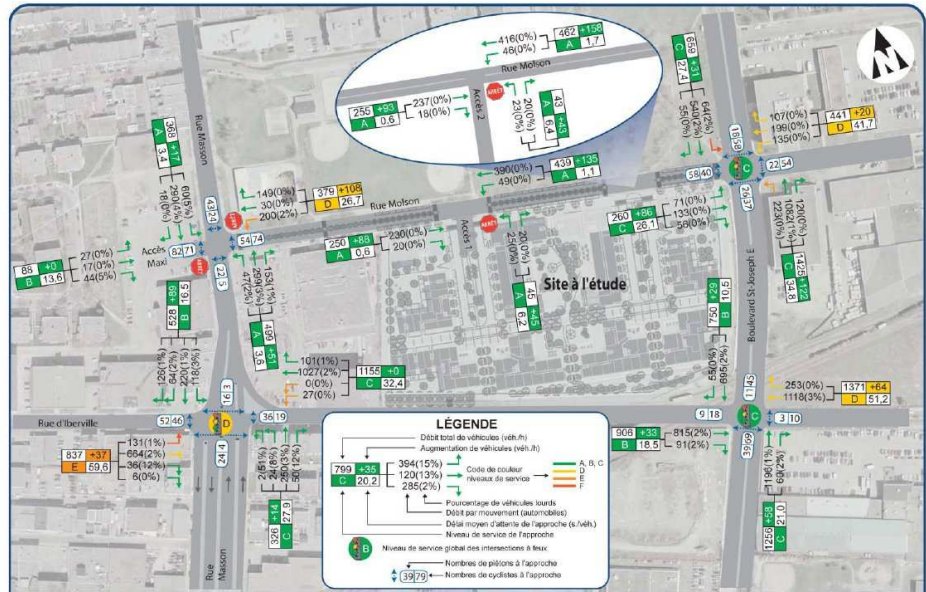 416(0%)
46(0%)
462 +158
A 1,7
Rue Molson
ARRÊT
Accès 2
255 +93
A 0,6
237(0%)
18(0%)
23(0%)
20(0%)
43 +43
A 6,4
659 +31
C 27,4
55(0%)
540(2%)
64(2%)
18 58
107(0%)
199(0%)
135(0%)
441 +20
D 41,7
C
58 40
22 54
26 37
368 +17
A 3,4
18(0%)
290(4%)
60(5%)
Rue Masson
43 24
149(0%)
30(0%)
200(2%)
379 +108
D 26,7
Rue Molson
390(0%)
49(0%)
439 +135
A 1,1
82 71
54 74
Accès
Maxi
88 +0
B 13,6
27(0%)
17(0%)
44(5%)
ARRÊT
22 5
250 +88
A 0,6
230(0%)
20(0%)
Accès 1
ARRÊT
25(0%)
20(0%)
45 +45
A 6,2
260 +86
C 26,1
71(0%)
133(0%)
56(0%)
223(0%)
1082(1%)
120(0%)
1425 +122
C 34,8
Site à l'étude
Boulevard St-Joseph E
47(2%)
299(3%)
153(1%)
499 +51
A 3,6
528 +89
B 16,5
126(1%)
64(2%)
220(1%)
118(3%)
101(1%)
1027(2%)
0(0%)
27(0%)
1155 +0
C 32,4
750 +29
B 10,5
55(0%)
695(2%)
11 45
253(0%)
1118(3%)
1371 +64
D 51,2
Rue d'Iberville
52 46
16 3
D
36 19
24 4
9 18
C
3 10
39 69
837 +37
E 59,6
131(1%)
664(2%)
36(12%)
6(0%)
24(8%)
250(3%)
50(12%)
326 +14
C 27,9
Rue
Masson
906 +33
B 18,5
815(2%)
91(2%)
1196(1%)
60(2%)
1256 +58
C 21,0
LÉGENDE
Débit total de véhicules (véh./h)
Augmentation de véhicules (véh./h)
799 +35
C 20,2
394(15%)
120(13%)
285(2%)
Code de couleur
niveaux de service
A, B, C
D
E
F
Pourcentage de véhicules lourds
Débit par mouvement (automobiles)
Délai moyen d'attente de l'approche (s./véh.)
Niveau de service de l'approche
B
Niveau de service global des intersections à feux
Nombres de piétons à l'approche
39 79
Nombres de cyclistes à l'approche
N